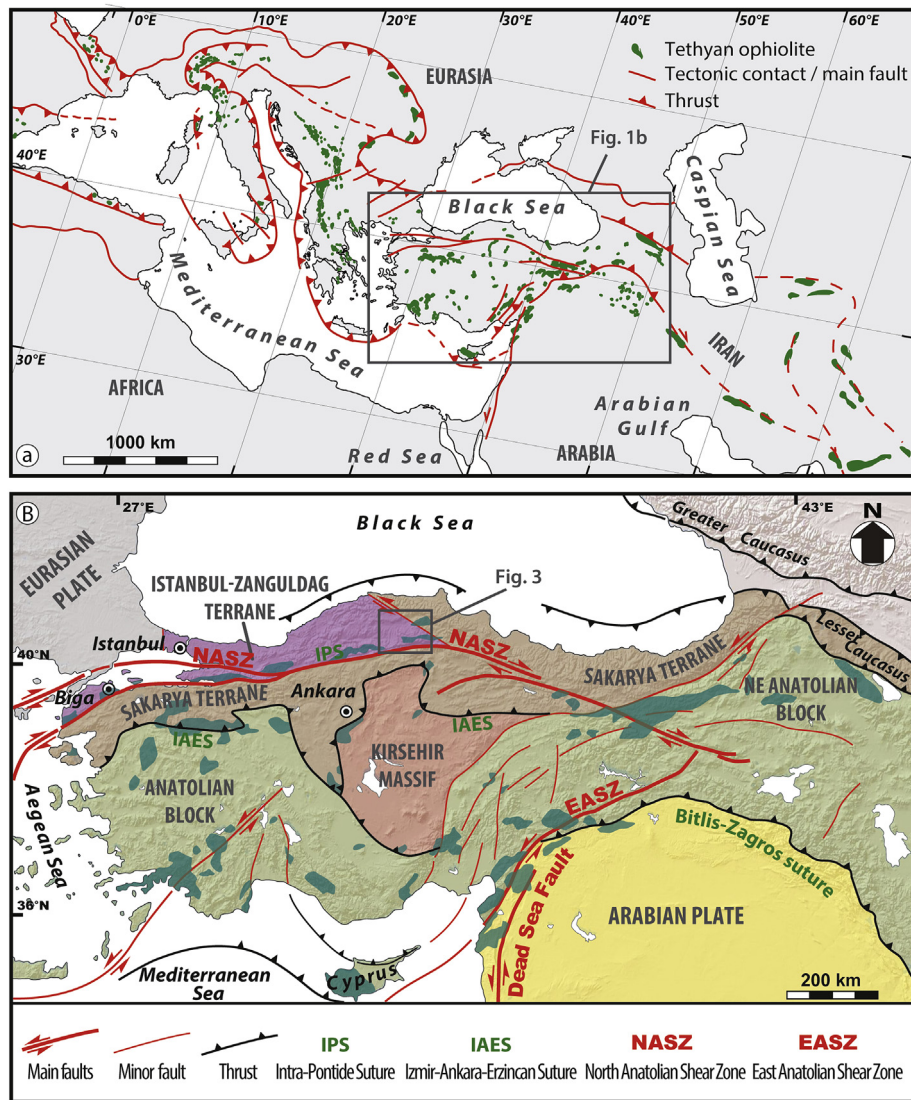 0°E
10°E
20°E
30°E
40°E
50°E
60°E
Tethyan ophiolite
Tectonic contact / main fault
Thrust
EURASIA
Fig. 1b
40°E
Black Sea
Caspian Sea
Mediterranean Sea
30°E
IRAN
AFRICA
Arabian
Gulf
1000 km
Red Sea
ARABIA
a
B
27°E
43°E
N
Black Sea
Greater Caucasus
EURASIAN
PLATE
ISTANBUL-ZANGULDAG
TERRANE
Fig. 3
Istanbul
NASZ
IPS
NASZ
Lesser
Caucasus
40°N
SAKARYA TERRANE
Biga
SAKARYA TERRANE
Ankara
NE ANATOLIAN
BLOCK
IAES
IAES
KIRSEHIR
MASSIF
ANATOLIAN
BLOCK
EASZ
Aegean Sea
Bitlis-Zagros
suture
36°N
Dead Sea Fault
ARABIAN PLATE
Mediterranean
Sea
Cyprus
200 km
IPS
IAES
NASZ
EASZ
Main faults
Minor fault
Thrust
Intra-Pontide Suture
Izmir-Ankara-Erzincan Suture
North Anatolian Shear Zone
East Anatolian Shear Zone